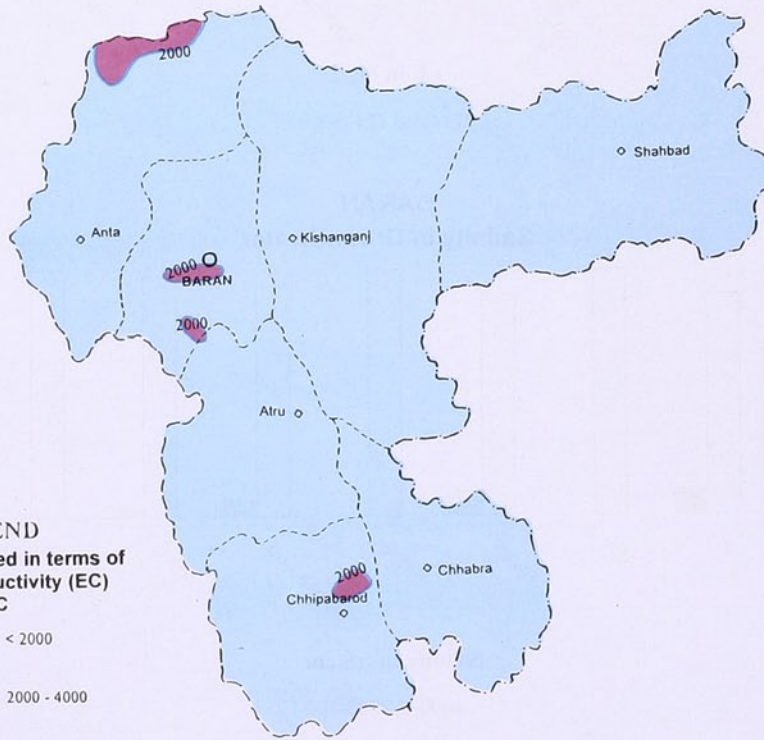 2000
Shahbad
Anta
Kishanganj
2000
BARAN
2000
Atru
END
ed in terms of
uctivity (EC)
C
< 2000
2000 - 4000
2000
Chhipabarod
Chhabra